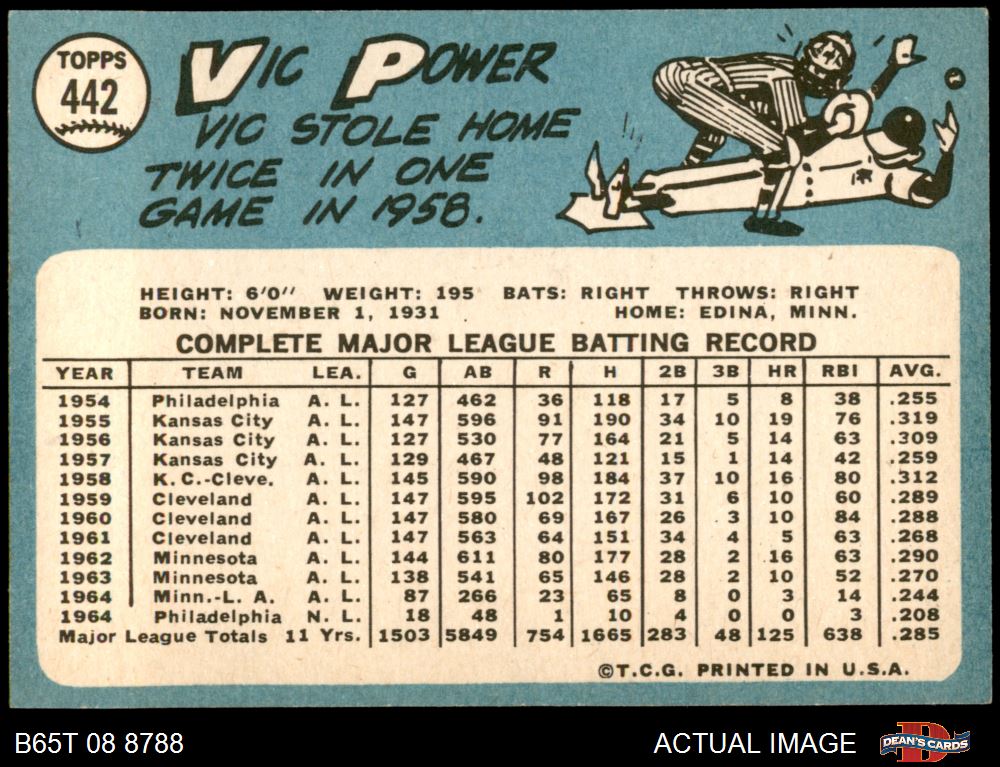 TOPPS
442
VIC POWER
VIC STOLE HOME
TWICE IN ONE
GAME IN 1958.
HEIGHT: 6'0" WEIGHT: 195 BATS: RIGHT THROWS: RIGHT
BORN: NOVEMBER 1, 1931 HOME: EDINA, MINN.
COMPLETE MAJOR LEAGUE BATTING RECORD
YEAR TEAM LEA. G AB R H 2B 3B HR RBI AVG.
1954 Philadelphia A. L. 127 462 36 118 17 5 8 38 .255
1955 Kansas City A. L. 147 596 91 190 34 10 19 76 .319
1956 Kansas City A. L. 127 530 77 164 21 5 14 63 .309
1957 Kansas City A. L. 129 467 48 121 15 1 14 42 .259
1958 K. C.-Cleve. A. L. 145 590 98 184 37 10 16 80 .312
1959 Cleveland A. L. 147 595 102 172 31 6 10 60 .289
1960 Cleveland A. L. 147 580 69 167 26 3 10 84 .288
1961 Cleveland A. L. 147 563 64 151 34 4 5 63 .268
1962 Minnesota A. L. 144 611 80 177 28 2 16 63 .290
1963 Minnesota A. L. 138 541 65 146 28 2 10 52 .270
1964 Minn.-L. A. A. L. 87 266 23 65 8 0 3 14 .244
1964 Philadelphia N. L. 18 48 1 10 4 0 0 3 .208
Major League Totals 11 Yrs. 1503 5849 754 1665 283 48 125 638 .285
©T.C.G. PRINTED IN U.S.A.
B65T 08 8788 ACTUAL IMAGE D DEAN'S CARDS